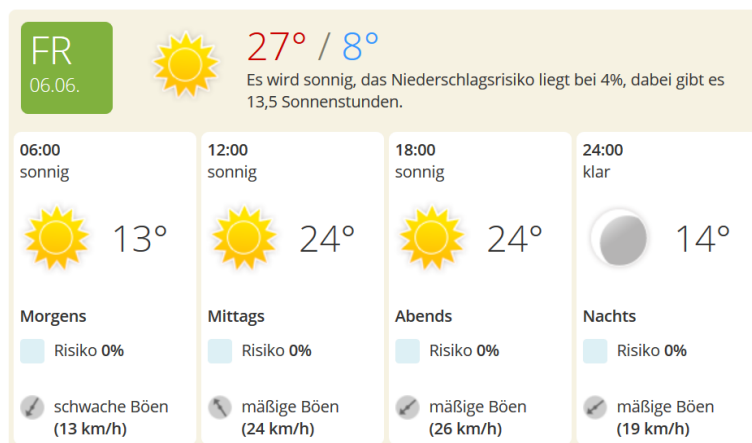 FR
06.06.
27° / 8°
Es wird sonnig, das Niederschlagsrisiko liegt bei 4%, dabei gibt es
13,5 Sonnenstunden.
06:00
sonnig
13°
Morgens
Risiko 0%
schwache Böen
(13 km/h)
12:00
sonnig
24°
Mittags
Risiko 0%
mäßige Böen
(24 km/h)
18:00
sonnig
24°
Abends
Risiko 0%
mäßige Böen
(26 km/h)
24:00
klar
14°
Nachts
Risiko 0%
mäßige Böen
(19 km/h)